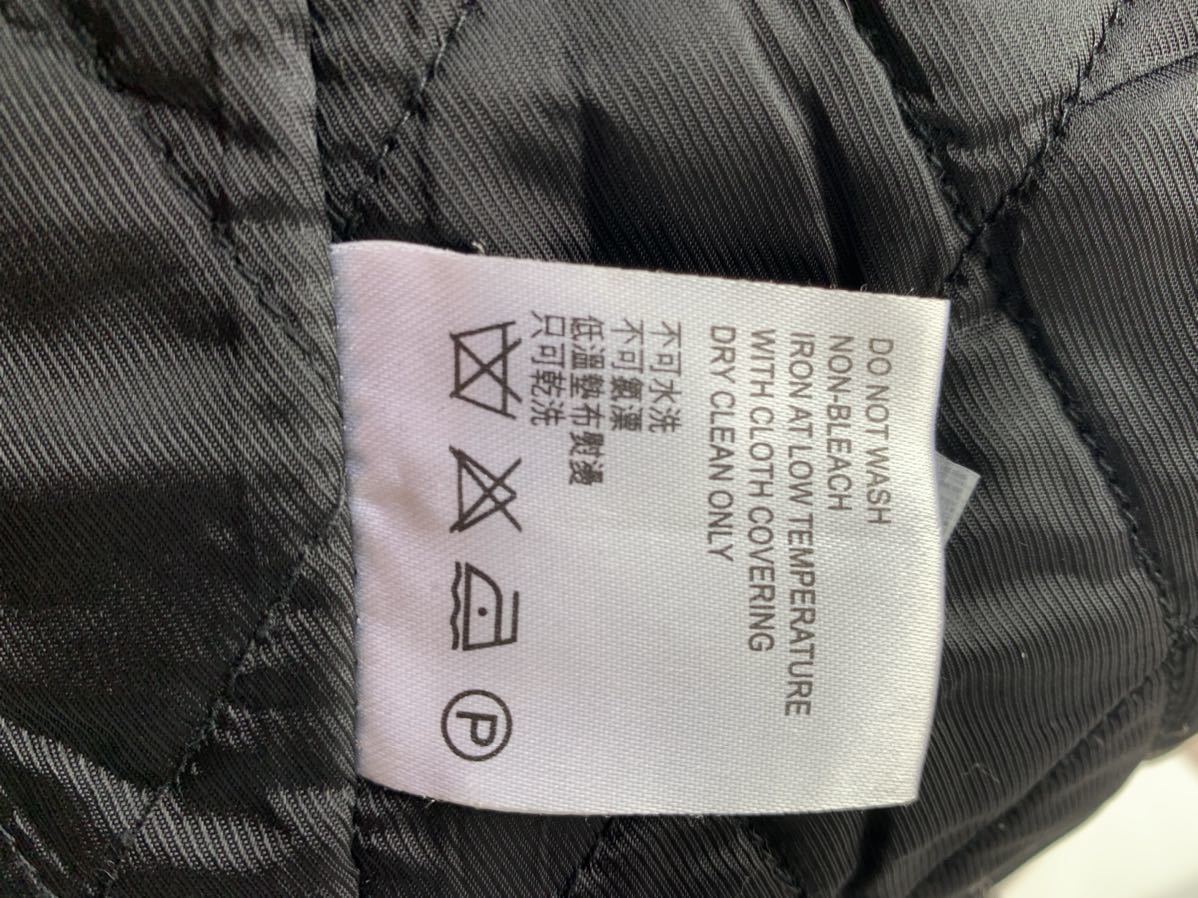 DO NOT WASH
NON-BLEACH
IRON AT LOW TEMPERATURE
WITH CLOTH COVERING
DRY CLEAN ONLY
不可水洗
不可氯漂
低溫墊布熨燙
只可乾洗
P